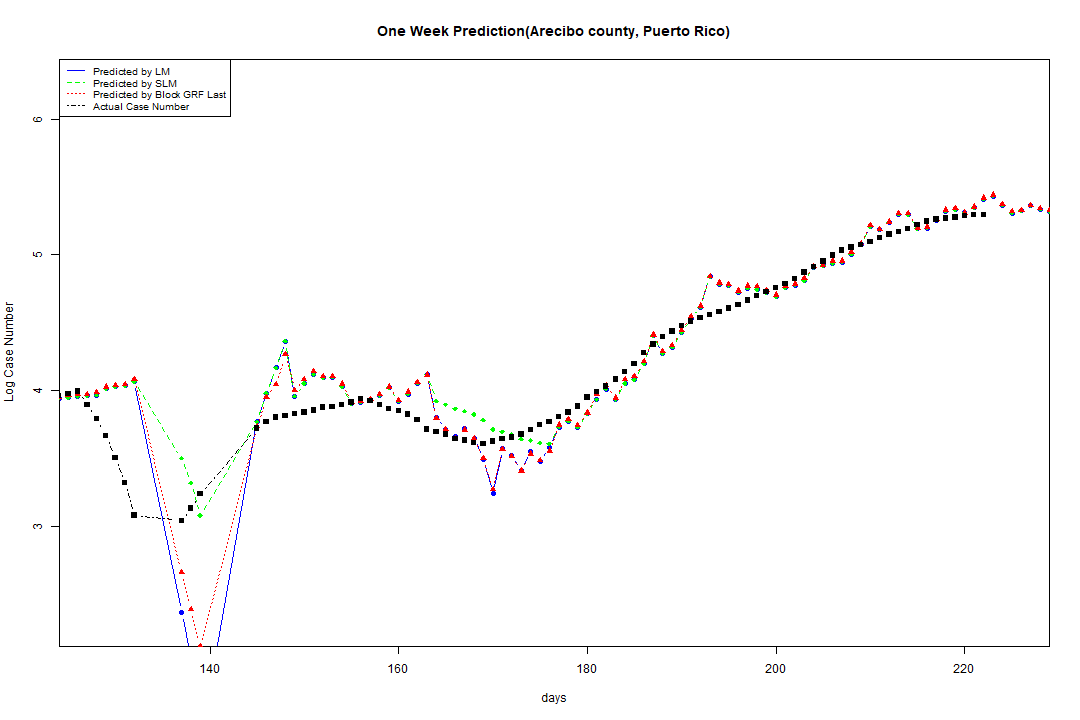 One Week Prediction(Arecibo county, Puerto Rico)
Predicted by LM
Predicted by SLM
Predicted by Block GRF Last
Actual Case Number
6
5
4
3
Log Case Number
140 160 180 200 220
days